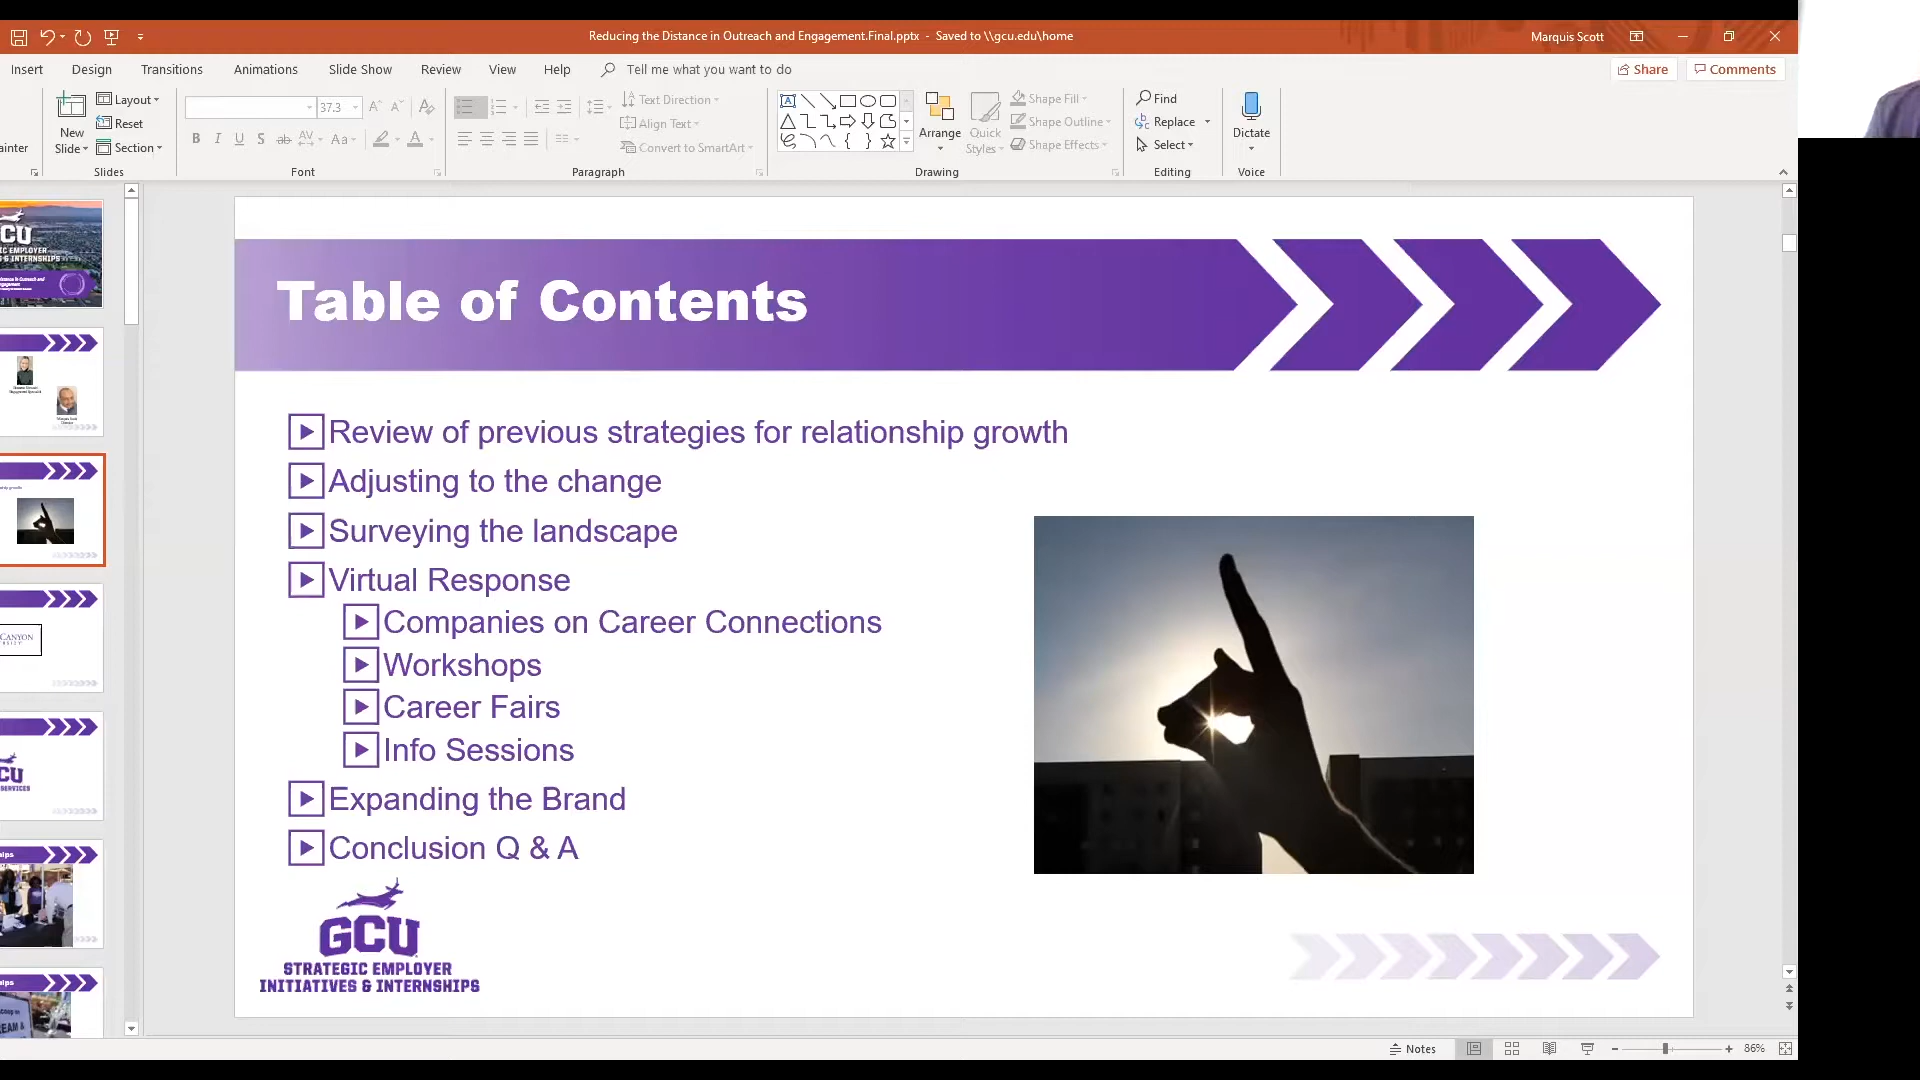 Reducing the Distance in Outreach and Engagement.Final.pptx - Saved to \\gcu.edu\home
Marquis Scott
Insert Design Transitions Animations Slide Show Review View Help Tell me what you want to do
Share Comments
New Slide
Layout
Reset
Section
Slides
37.3
Font
Text Direction
Align Text
Convert to SmartArt
Paragraph
Arrange
Quick Styles
Shape Fill
Shape Outline
Shape Effects
Drawing
Find
Replace
Select
Editing
Dictate
Voice
Table of Contents
Review of previous strategies for relationship growth
Adjusting to the change
Surveying the landscape
Virtual Response
Companies on Career Connections
Workshops
Career Fairs
Info Sessions
Expanding the Brand
Conclusion Q & A
GCU
STRATEGIC EMPLOYER
INITIATIVES & INTERNSHIPS
Notes
86%